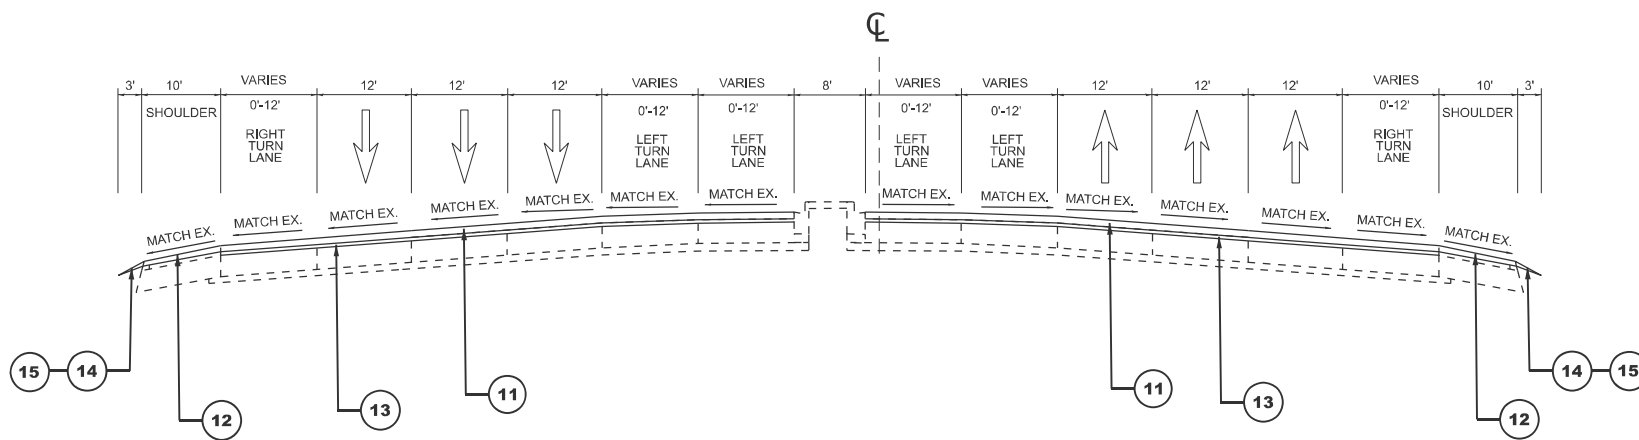 ℄
3' 10' VARIES 12' 12' 12' VARIES VARIES 8' VARIES VARIES 12' 12' 12' VARIES 10' 3'
SHOULDER 0'-12' 0'-12' 0'-12' 0'-12' 0'-12' 0'-12' SHOULDER
RIGHT LEFT LEFT LEFT LEFT RIGHT
TURN TURN TURN TURN TURN TURN
LANE LANE LANE LANE LANE LANE
MATCH EX. MATCH EX. MATCH EX. MATCH EX. MATCH EX. MATCH EX. MATCH EX. MATCH EX. MATCH EX. MATCH EX. MATCH EX. MATCH EX. MATCH EX. MATCH EX.
15 14 12 13 11 11 13 12 14 15